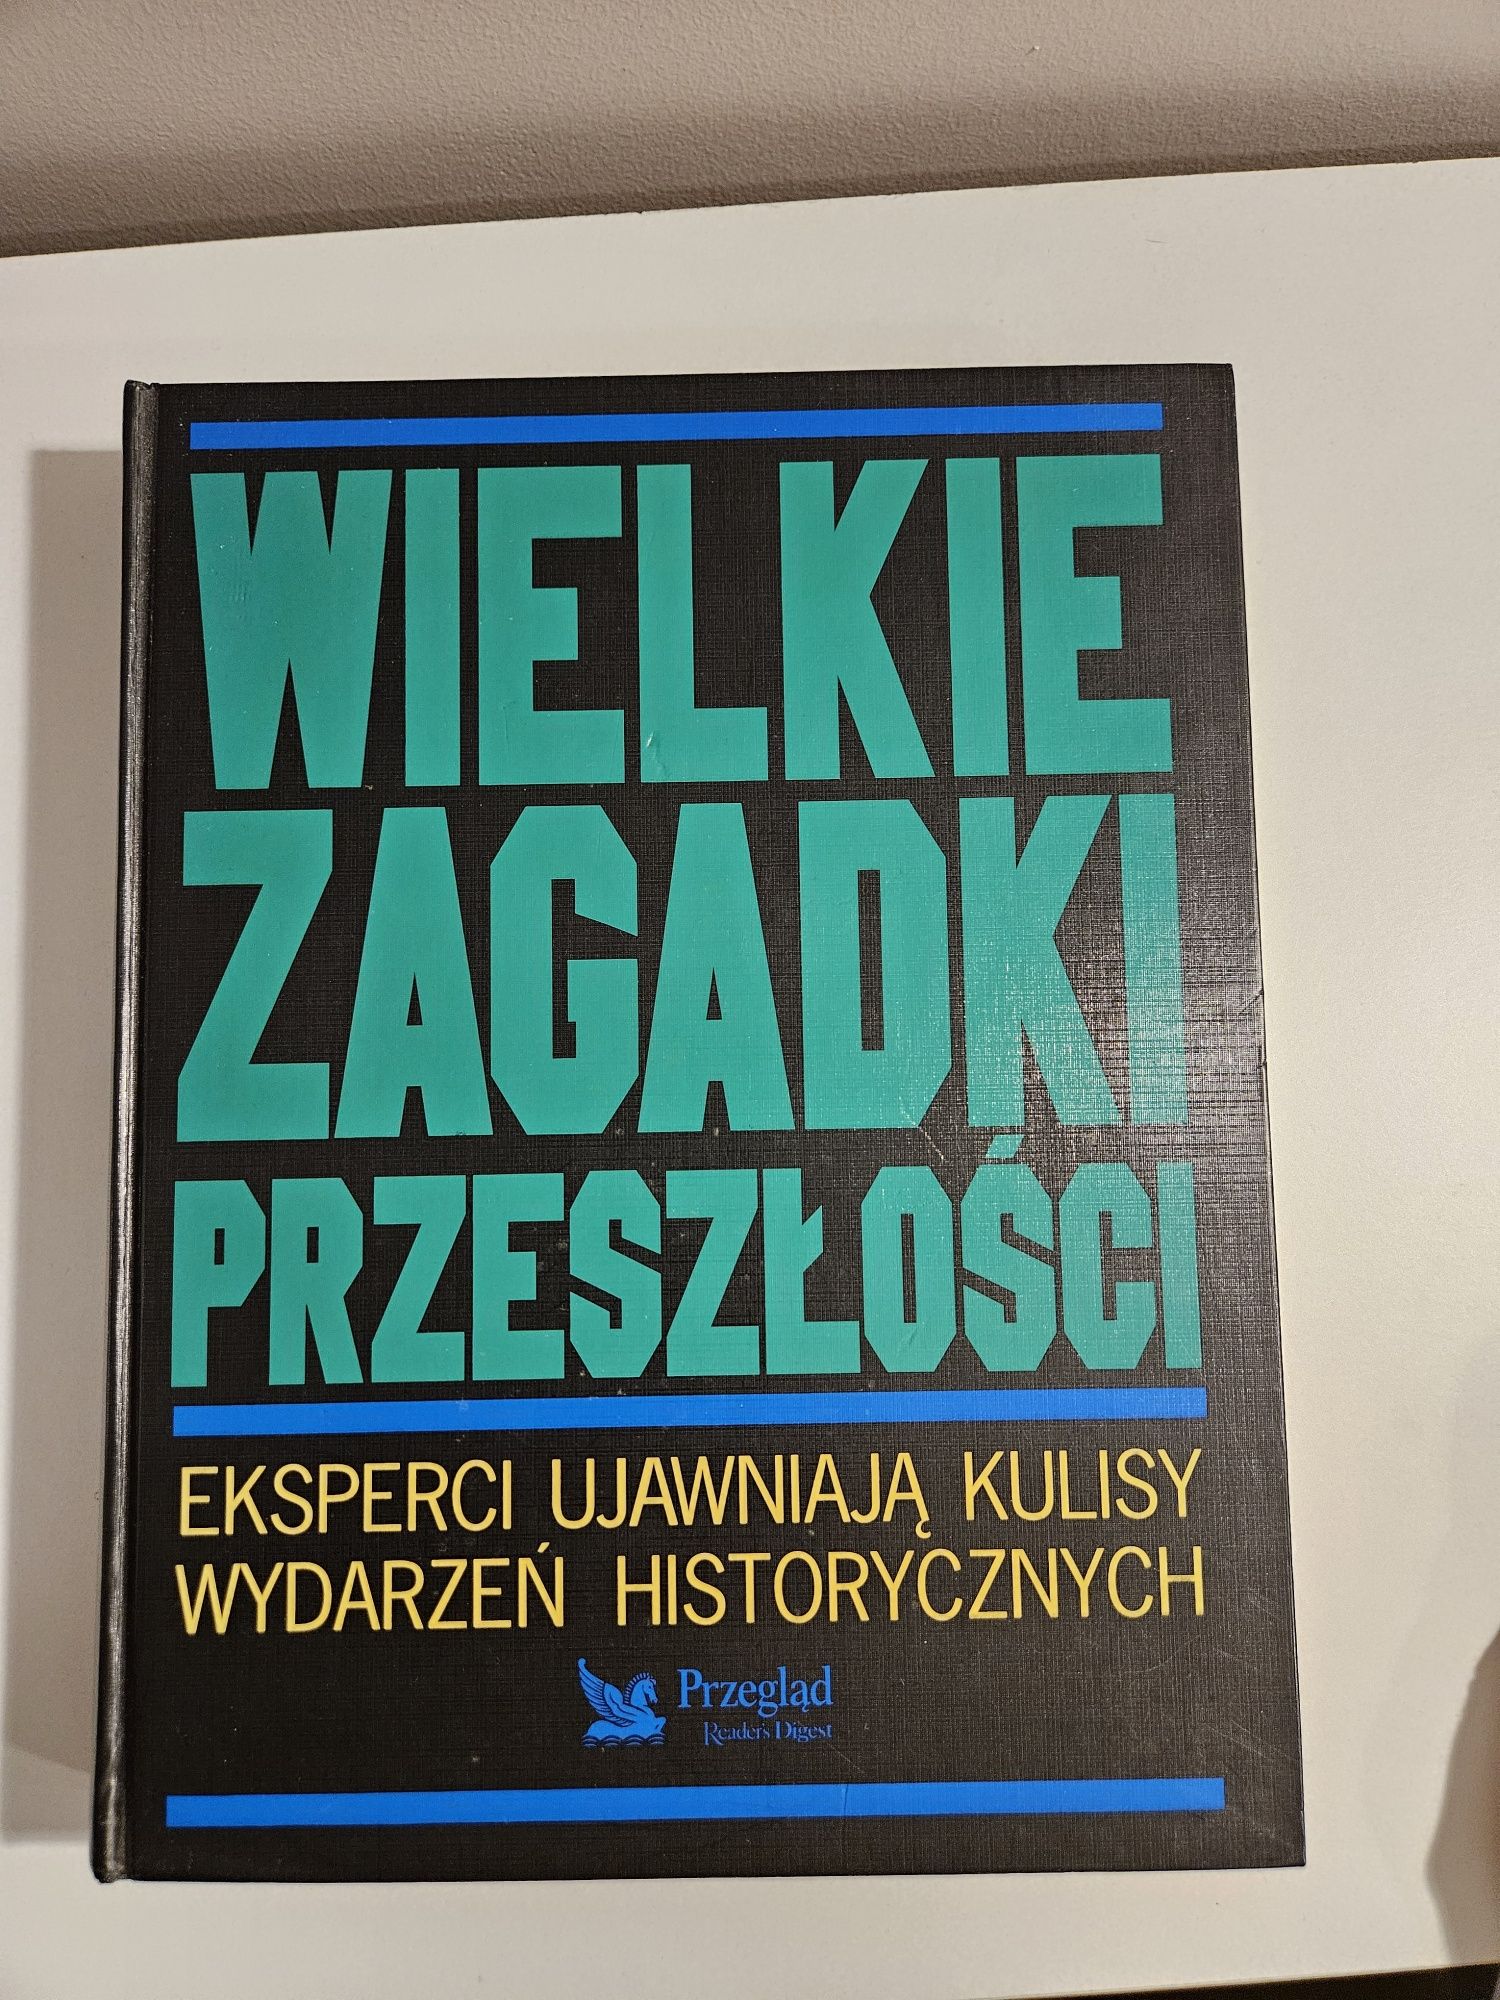 WIELKIE
ZAGADKI
PRZESZŁOŚCI
EKSPERCI UJAWNIAJĄ KULISY
WYDARZEŃ HISTORYCZNYCH
Przegląd
Reader's Digest